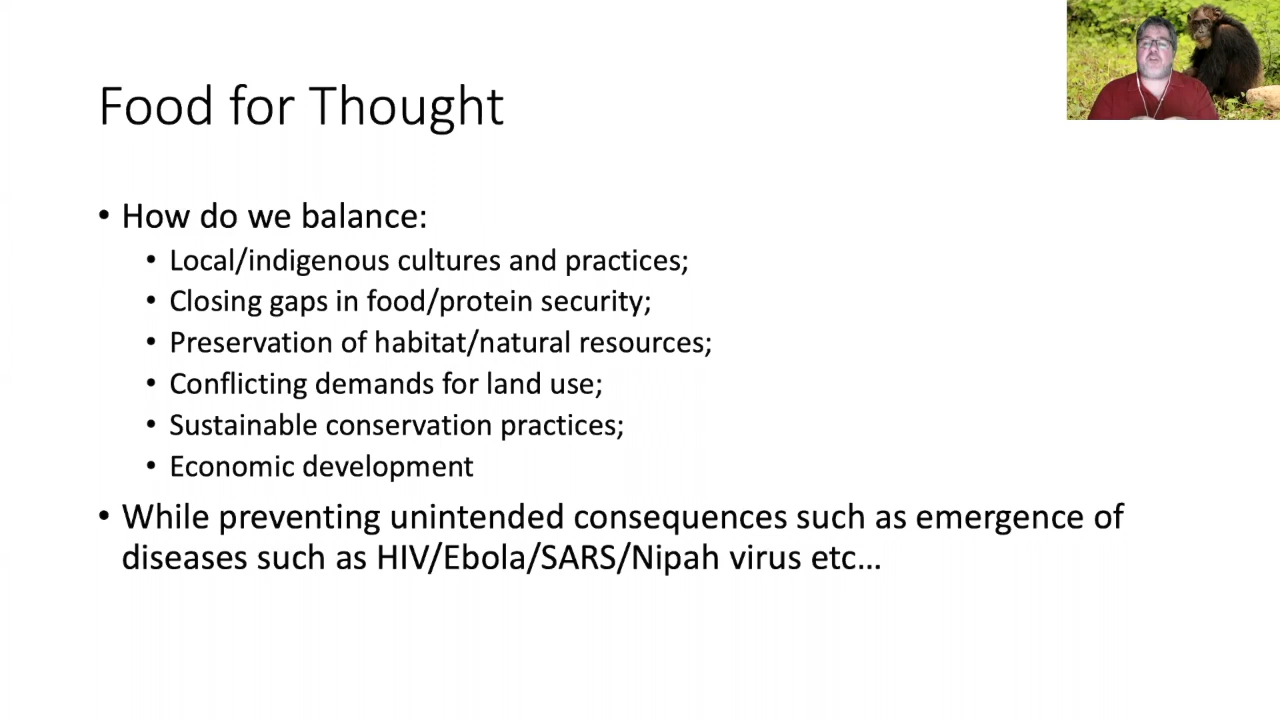 Food for Thought
• How do we balance:
• Local/indigenous cultures and practices;
• Closing gaps in food/protein security;
• Preservation of habitat/natural resources;
• Conflicting demands for land use;
• Sustainable conservation practices;
• Economic development
• While preventing unintended consequences such as emergence of
diseases such as HIV/Ebola/SARS/Nipah virus etc…